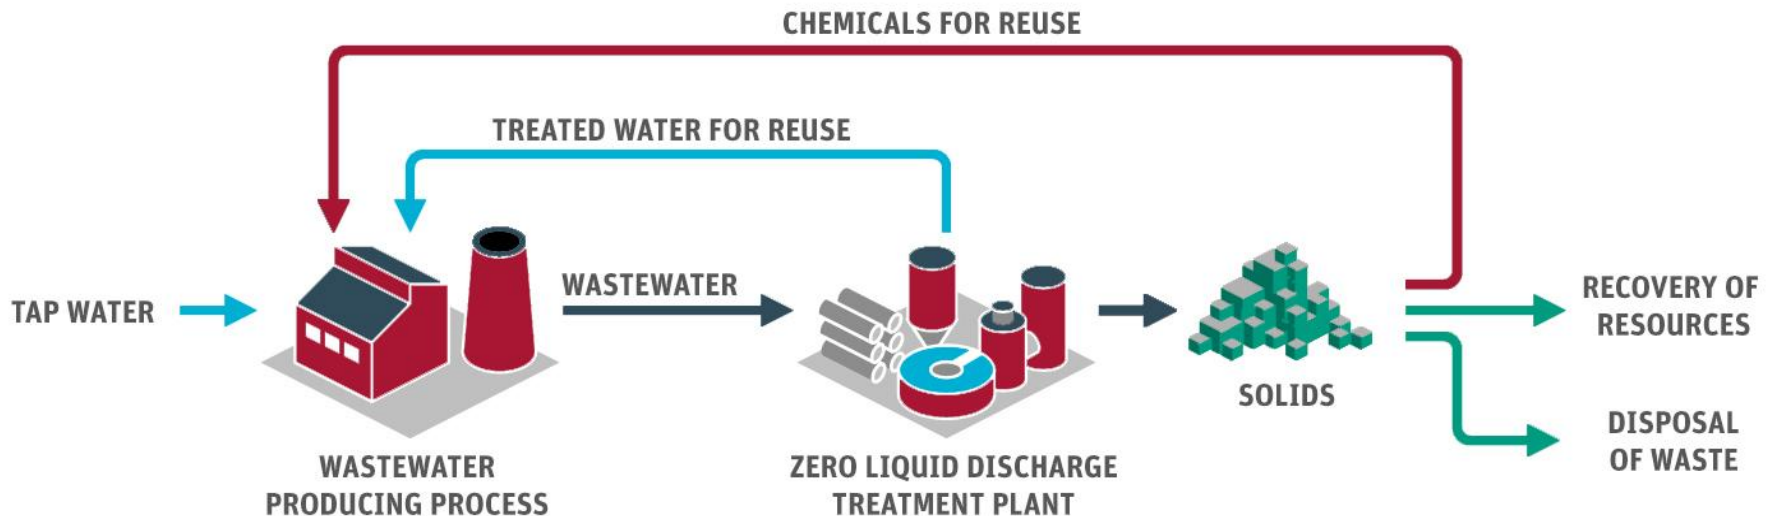 CHEMICALS FOR REUSE
TREATED WATER FOR REUSE
TAP WATER
WASTEWATER
RECOVERY OF
RESOURCES
SOLIDS
DISPOSAL
OF WASTE
WASTEWATER
PRODUCING PROCESS
ZERO LIQUID DISCHARGE
TREATMENT PLANT